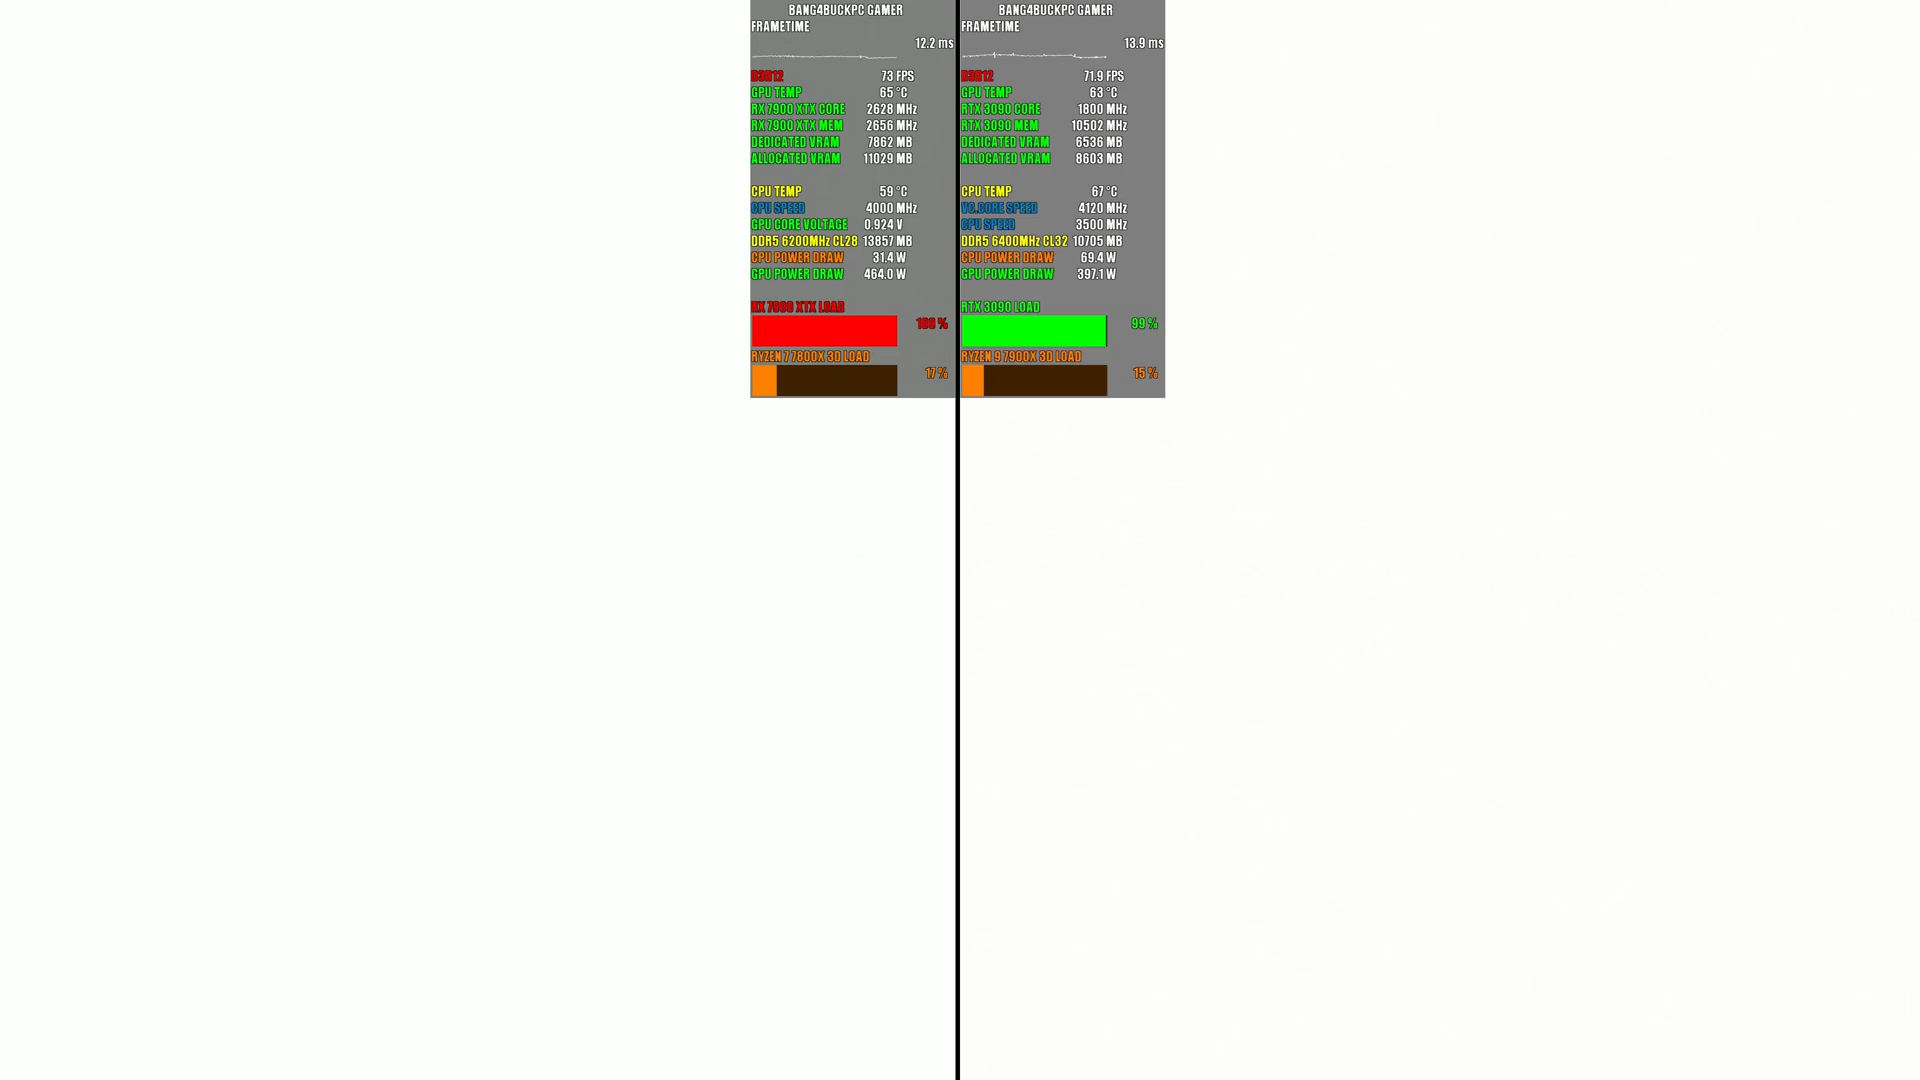 BANG4BUCKPC GAMER
FRAMETIME
12.2 ms
D3D12 73 FPS
GPU TEMP 65 °C
RX 7900 XTX CORE 2628 MHz
RX 7900 XTX MEM 2656 MHz
DEDICATED VRAM 7862 MB
ALLOCATED VRAM 11029 MB
CPU TEMP 59 °C
CPU SPEED 4000 MHz
GPU CORE VOLTAGE 0.924 V
DDR5 6200MHz CL28 13857 MB
CPU POWER DRAW 31.4 W
GPU POWER DRAW 464.0 W
RX 7900 XTX LOAD
100 %
RYZEN 7 7800X 3D LOAD
17 %
BANG4BUCKPC GAMER
FRAMETIME
13.9 ms
D3D12 71.9 FPS
GPU TEMP 63 °C
RTX 3090 CORE 1800 MHz
RTX 3090 MEM 10502 MHz
DEDICATED VRAM 6536 MB
ALLOCATED VRAM 8603 MB
CPU TEMP 67 °C
VC.CORE SPEED 4120 MHz
CPU SPEED 3500 MHz
DDR5 6400MHz CL32 10705 MB
CPU POWER DRAW 69.4 W
GPU POWER DRAW 397.1 W
RTX 3090 LOAD
99 %
RYZEN 9 7900X 3D LOAD
15 %